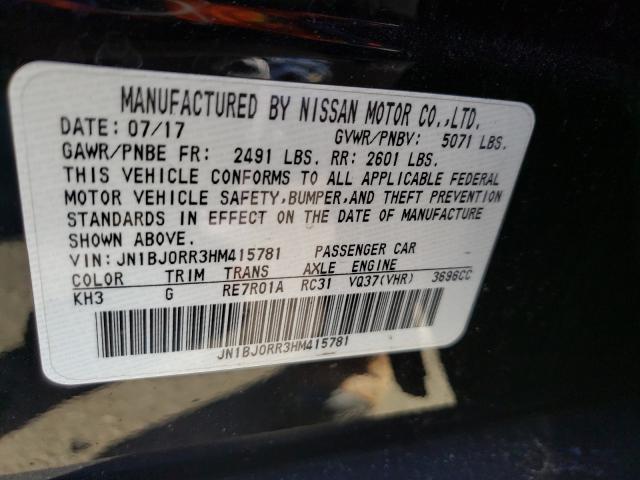 MANUFACTURED BY NISSAN MOTOR CO.,LTD.
DATE: 07/17 GVWR/PNBV: 5071 LBS.
GAWR/PNBE FR: 2491 LBS. RR: 2601 LBS.
THIS VEHICLE CONFORMS TO ALL APPLICABLE FEDERAL
MOTOR VEHICLE SAFETY,BUMPER,AND THEFT PREVENTION
STANDARDS IN EFFECT ON THE DATE OF MANUFACTURE
SHOWN ABOVE.
VIN: JN1BJ0RR3HM415781 PASSENGER CAR
COLOR TRIM TRANS AXLE ENGINE
KH3 G RE7R01A RC31 VQ37(VHR) 3696CC
JN1BJ0RR3HM415781